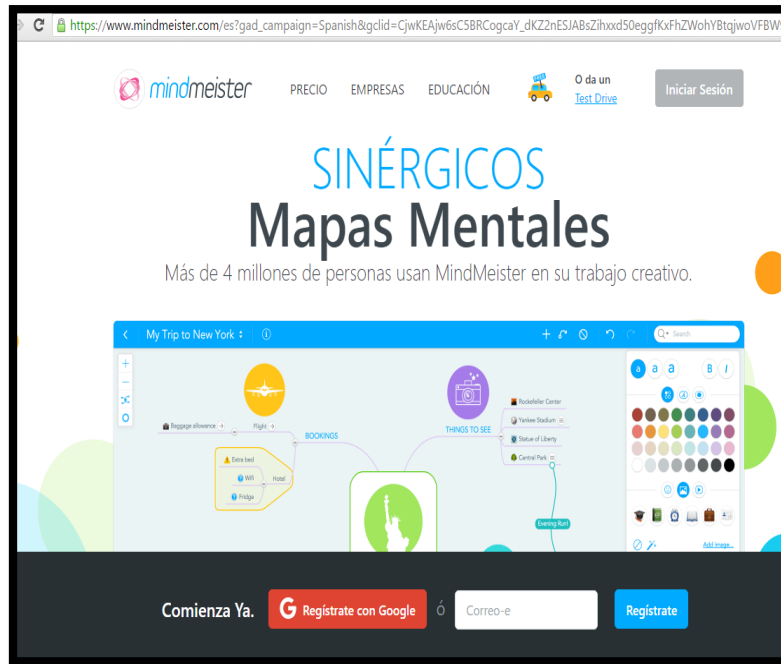 https://www.mindmeister.com/es?gad_campaign=Spanish&gclid=CjwKEAjw6sC5BRCogcaY_dKZ2nESJABsZihxxd50eggfKxFhZWohYBtqjwoVFBW
mindmeister PRECIO EMPRESAS EDUCACIÓN FREE O da un Iniciar Sesión
Test Drive
SINÉRGICOS
Mapas Mentales
Más de 4 millones de personas usan MindMeister en su trabajo creativo.
My Trip to New York Search
a a a B I
Rockefeller Center
Baggage allowance Flight BOOKINGS THINGS TO SEE Yankee Stadium
Statue of Liberty
Extra bed Central Park
Wifi Hotel
Fridge
Evening Run!
Add image...
Comienza Ya. G Regístrate con Google ó Correo-e Regístrate